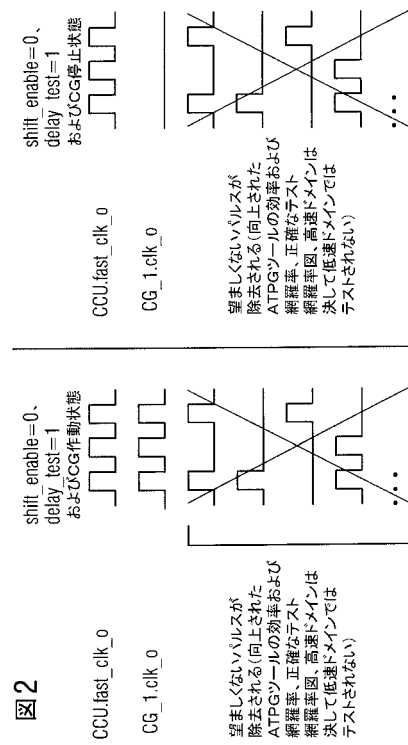 図2
shift_enable=0、
delay_test=1
およびCG作動状態
CCU.fast_clk_o
CG_1.clk_o
望ましくないパルスが
除去される(向上された
ATPGツールの効率および
網羅率、正確なテスト
網羅率図、高速ドメインは
決して低速ドメインでは
テストされない)
shift_enable=0、
delay_test=1
およびCG停止状態
CCU.fast_clk_o
CG_1.clk_o
望ましくないパルスが
除去される(向上された
ATPGツールの効率および
網羅率、正確なテスト
網羅率図、高速ドメインは
決して低速ドメインでは
テストされない)